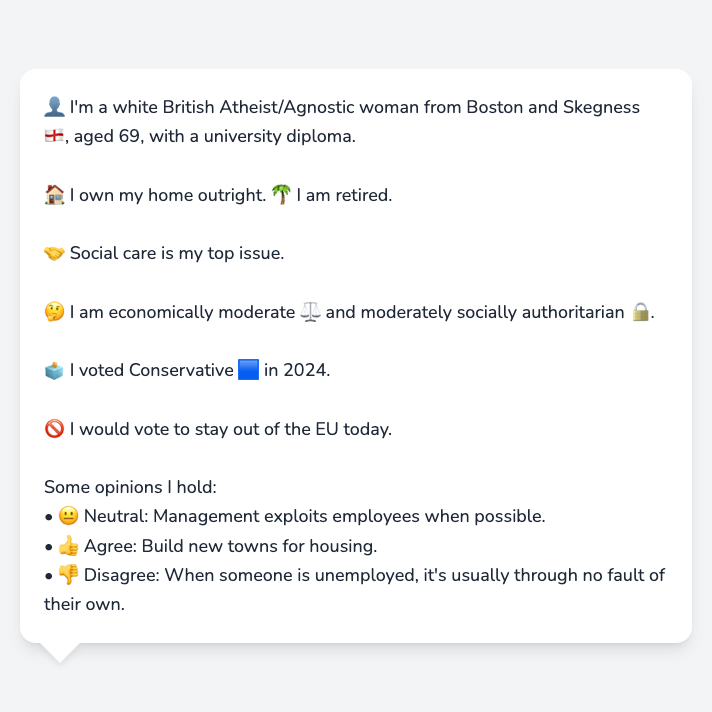 👤 I'm a white British Atheist/Agnostic woman from Boston and Skegness
🏴󠁧󠁢󠁥󠁮󠁧󠁿, aged 69, with a university diploma.
🏠 I own my home outright. 🌴 I am retired.
🤝 Social care is my top issue.
🤔 I am economically moderate ⚖️ and moderately socially authoritarian 🔒.
🗳️ I voted Conservative 🟦 in 2024.
🚫 I would vote to stay out of the EU today.
Some opinions I hold:
• 😐 Neutral: Management exploits employees when possible.
• 👍 Agree: Build new towns for housing.
• 👎 Disagree: When someone is unemployed, it's usually through no fault of
their own.